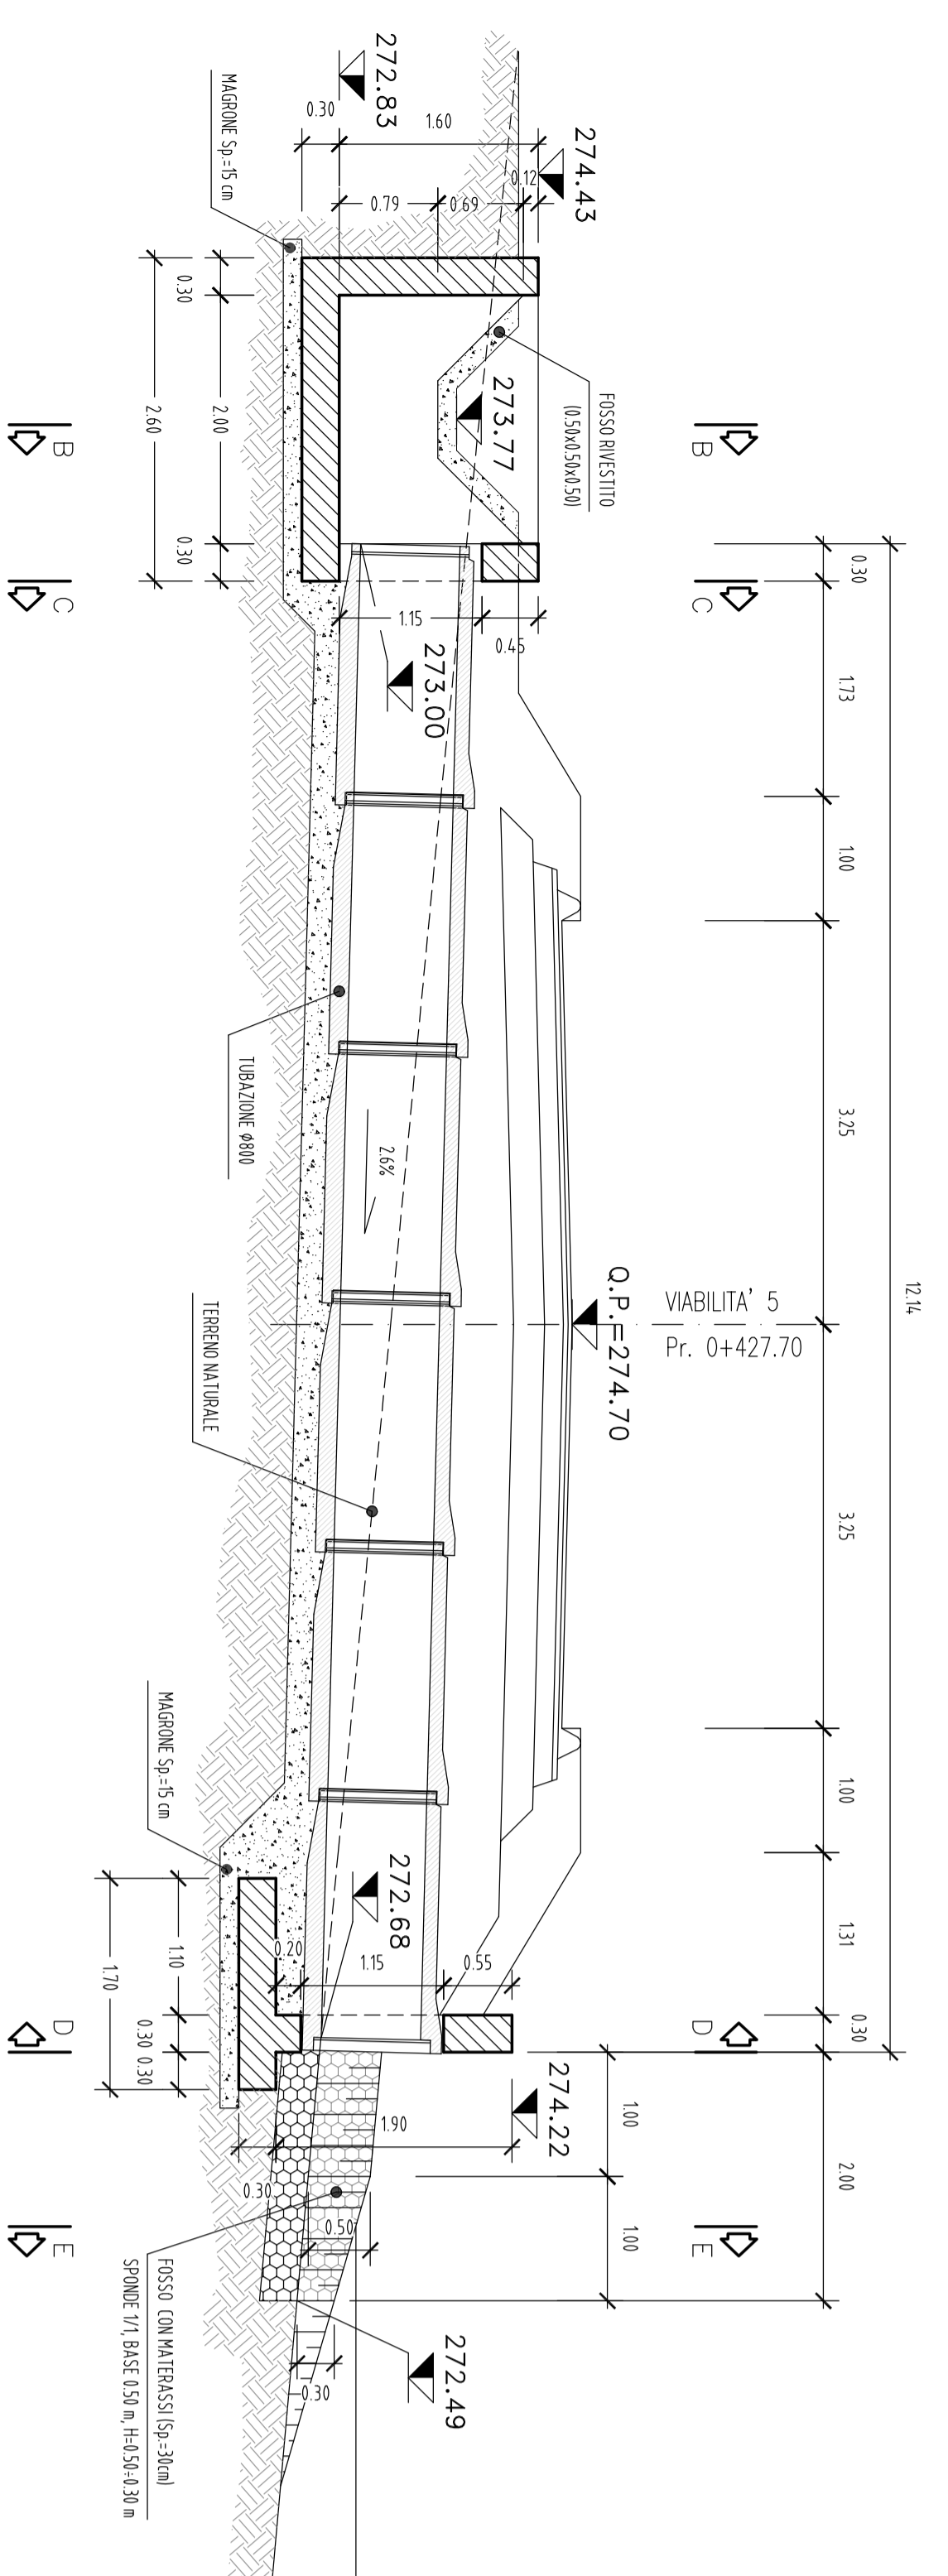 12.14
0.30
1.73
1.00
3.25
3.25
1.00
1.31
0.30
2.00
1.00
1.00
VIABILITA' 5
Pr. 0+427.70
Q.P.=274.70
B
C
D
E
FOSSO RIVESTITO
(0.50x0.50x0.50)
274.43
273.77
274.22
0.12
0.69
0.79
1.60
0.30
272.83
0.45
1.15
273.00
2.6%
272.68
0.55
1.15
0.20
1.90
0.30
0.50
0.30
272.49
MAGRONE Sp.=15 cm
TUBAZIONE φ800
TERRENO NATURALE
MAGRONE Sp.=15 cm
FOSSO CON MATERASSI (Sp.=30cm)
SPONDE 1/1, BASE 0.50 m, H=0.50÷0.30 m
0.30
2.00
0.30
2.60
1.10
0.30
0.30
1.70
B
C
D
E